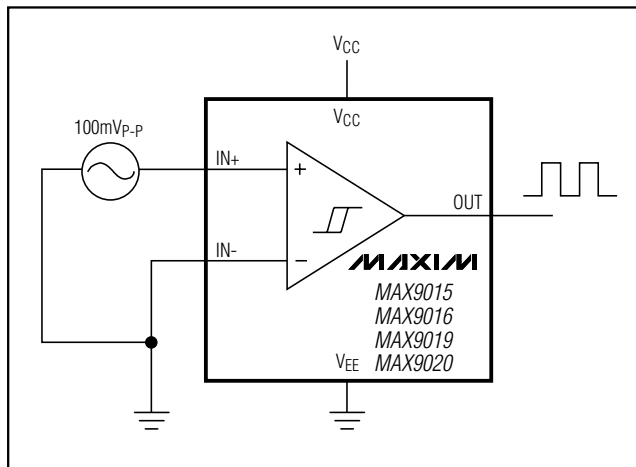 VCC
VCC
100mVP-P
IN+
+
OUT
IN-
−
MAXIM
MAX9015
MAX9016
MAX9019
VEE MAX9020